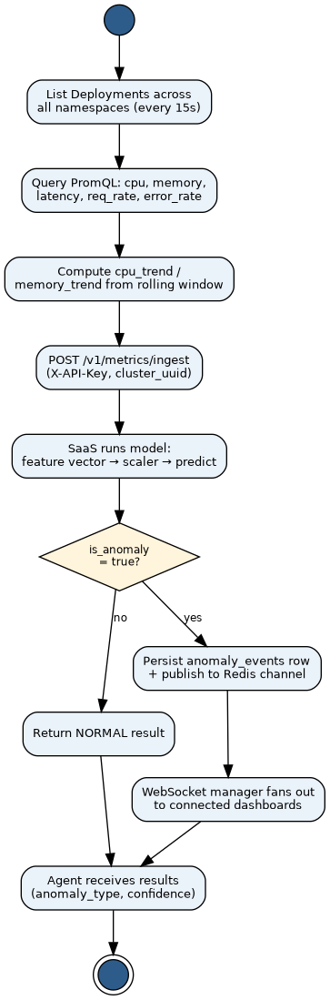 List Deployments across
all namespaces (every 15s)
Query PromQL: cpu, memory,
latency, req_rate, error_rate
Compute cpu_trend /
memory_trend from rolling window
POST /v1/metrics/ingest
(X-API-Key, cluster_uuid)
SaaS runs model:
feature vector → scaler → predict
is_anomaly
= true?
no
yes
Persist anomaly_events row
+ publish to Redis channel
Return NORMAL result
WebSocket manager fans out
to connected dashboards
Agent receives results
(anomaly_type, confidence)